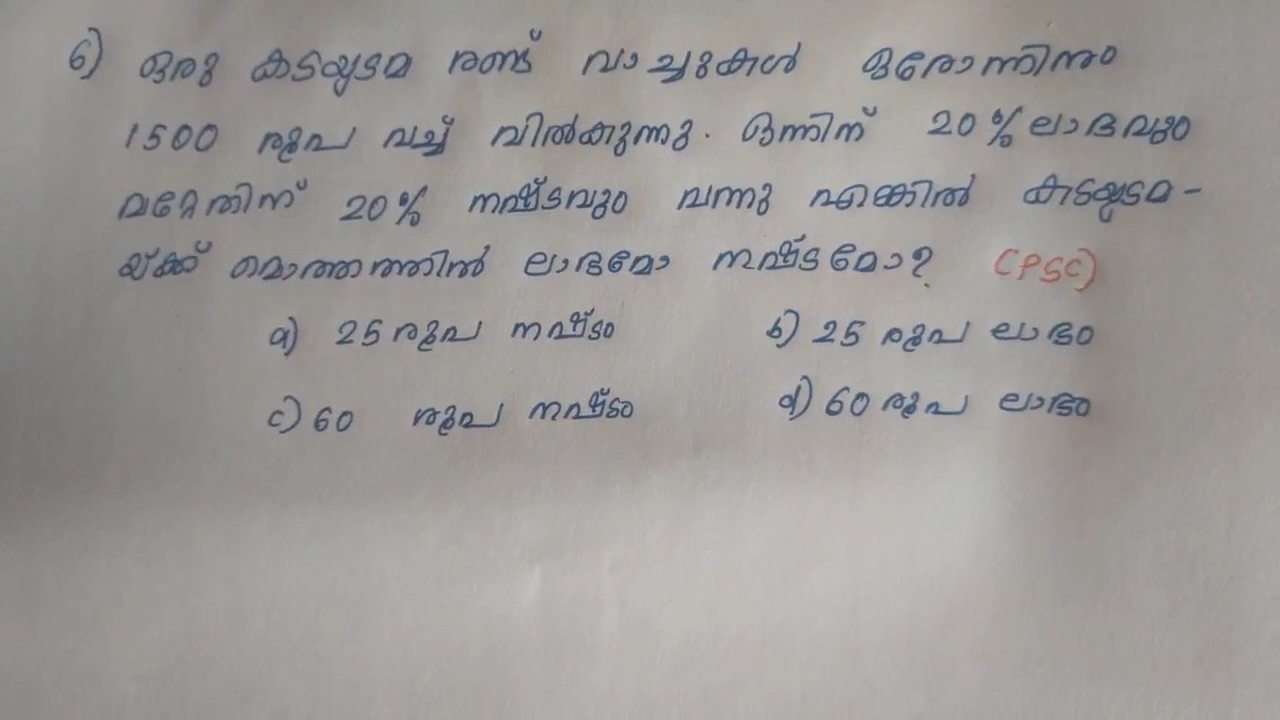 6) ഒരു കടയുടമ രണ്ട് വാച്ചുകൾ ഒരോന്നിനും
1500 രൂപ വച്ച് വിൽക്കുന്നു. ഒന്നിന് 20% ലാഭവും
മറ്റേതിന് 20% നഷ്ടവും വന്നു എങ്കിൽ കടയുടമ-
യ്ക്ക് മൊത്തത്തിൽ ലാഭമോ നഷ്ടമോ? (PSC)
a) 25 രൂപ നഷ്ടം b) 25 രൂപ ലാഭം
c) 60 രൂപ നഷ്ടം d) 60 രൂപ ലാഭം